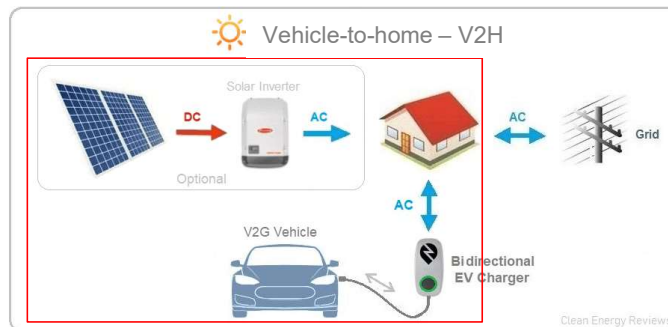 Vehicle-to-home – V2H
Solar Inverter
DC
AC
AC
Grid
Optional
AC
V2G Vehicle
Bidirectional
EV Charger
Clean Energy Reviews